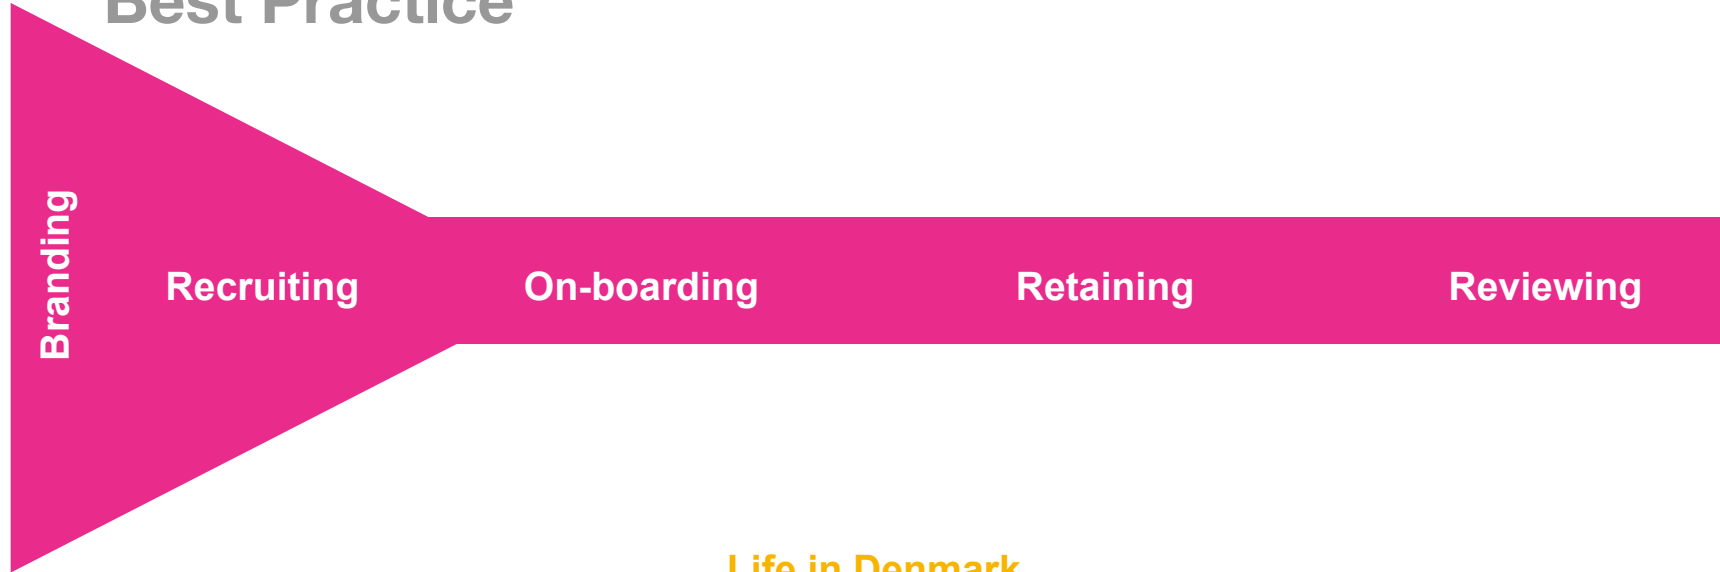 Best Practice
Branding
Recruiting
On-boarding
Retaining
Reviewing
Life in Denmark